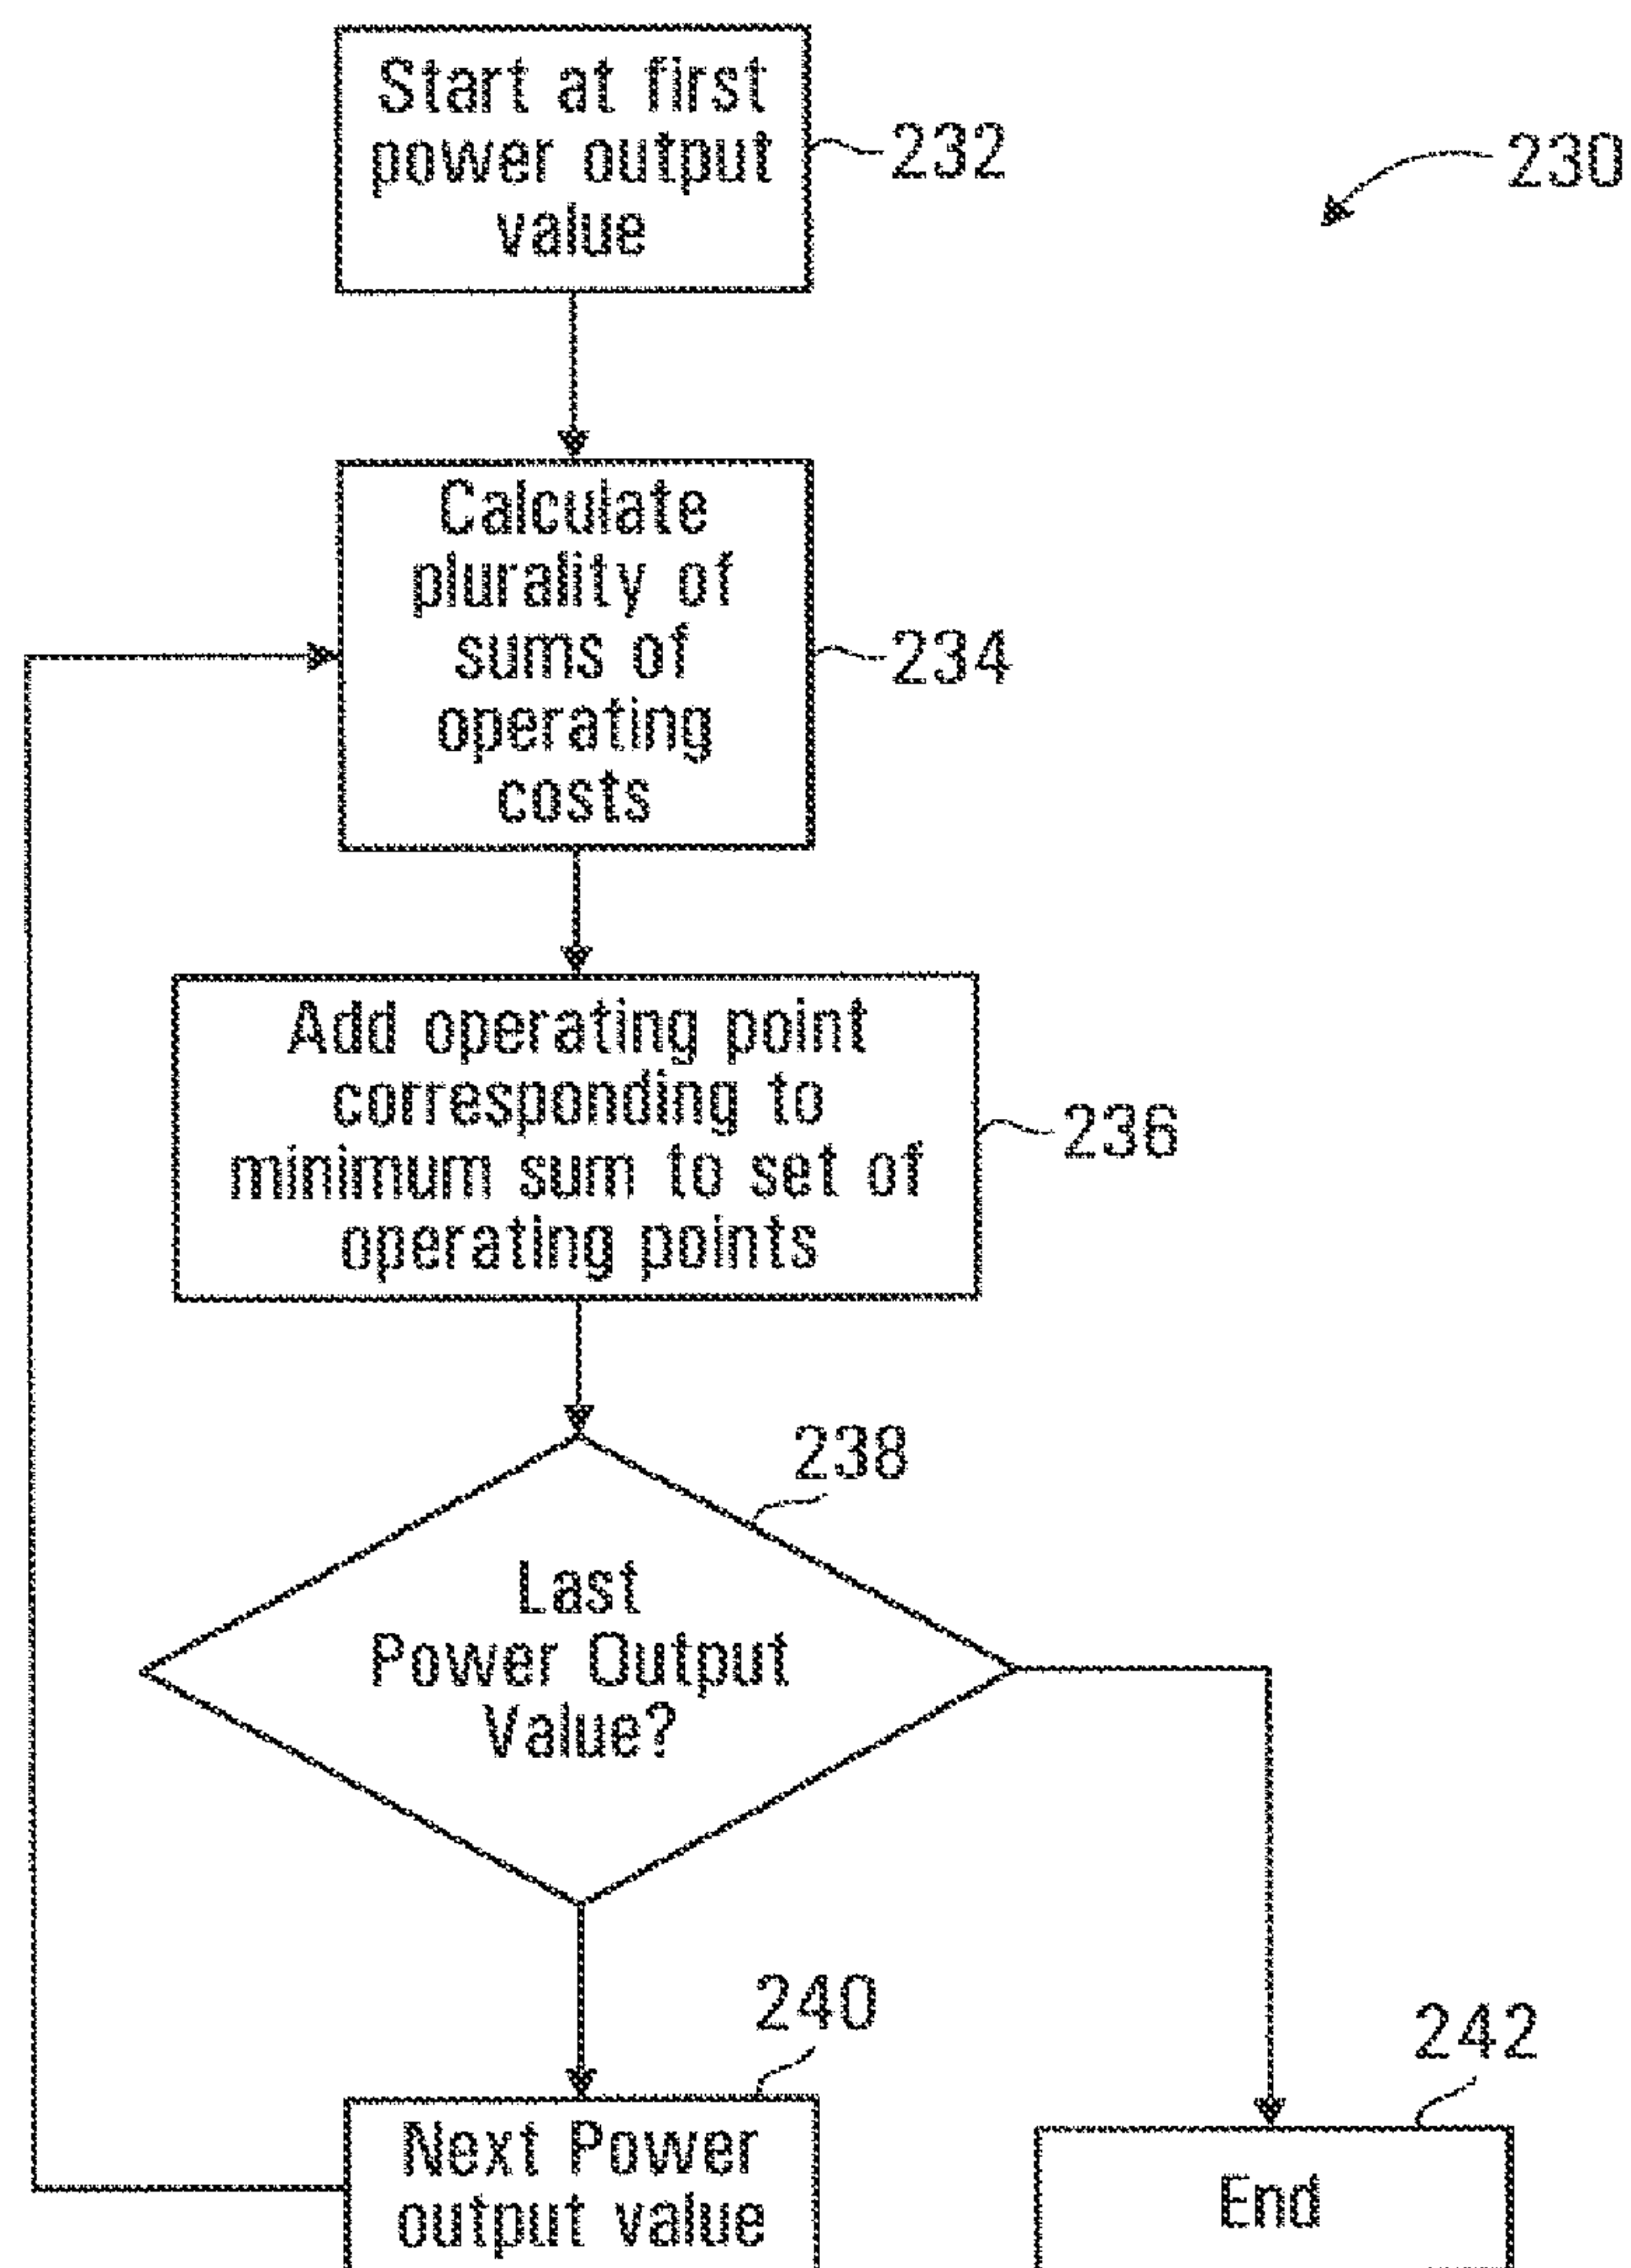 Start at first
power output
value
232
230
Calculate
plurality of
sums of
operating
costs
234
Add operating point
corresponding to
minimum sum to set of
operating points
236
238
Last
Power Output
Value?
240
Next Power
output value
242
End